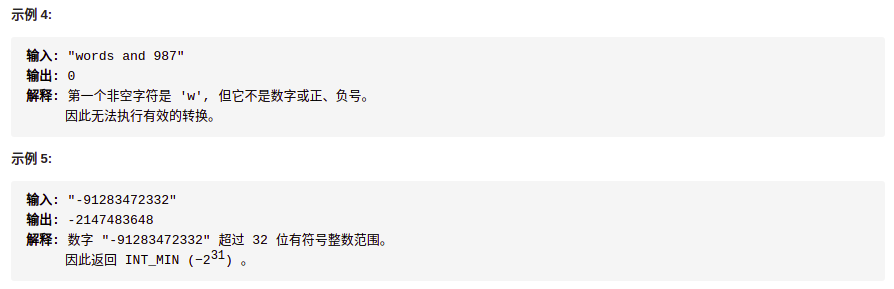 示例 4:
输入: "words and 987"
输出: 0
解释: 第一个非空字符是 'w', 但它不是数字或正、负号。
因此无法执行有效的转换。
示例 5:
输入: "-91283472332"
输出: -2147483648
解释: 数字 "-91283472332" 超过 32 位有符号整数范围。
因此返回 INT_MIN (−2³¹) 。